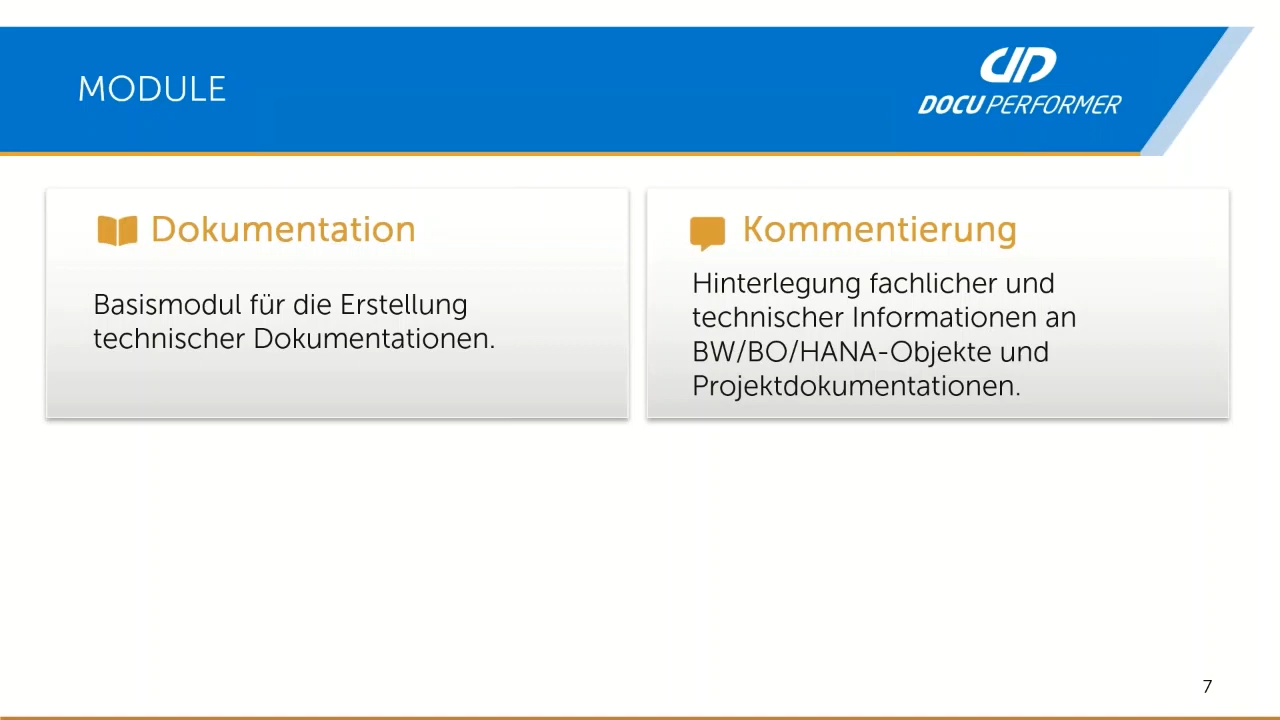 MODULE
DOCU PERFORMER
Dokumentation
Basismodul für die Erstellung
technischer Dokumentationen.
Kommentierung
Hinterlegung fachlicher und
technischer Informationen an
BW/BO/HANA-Objekte und
Projektdokumentationen.
7